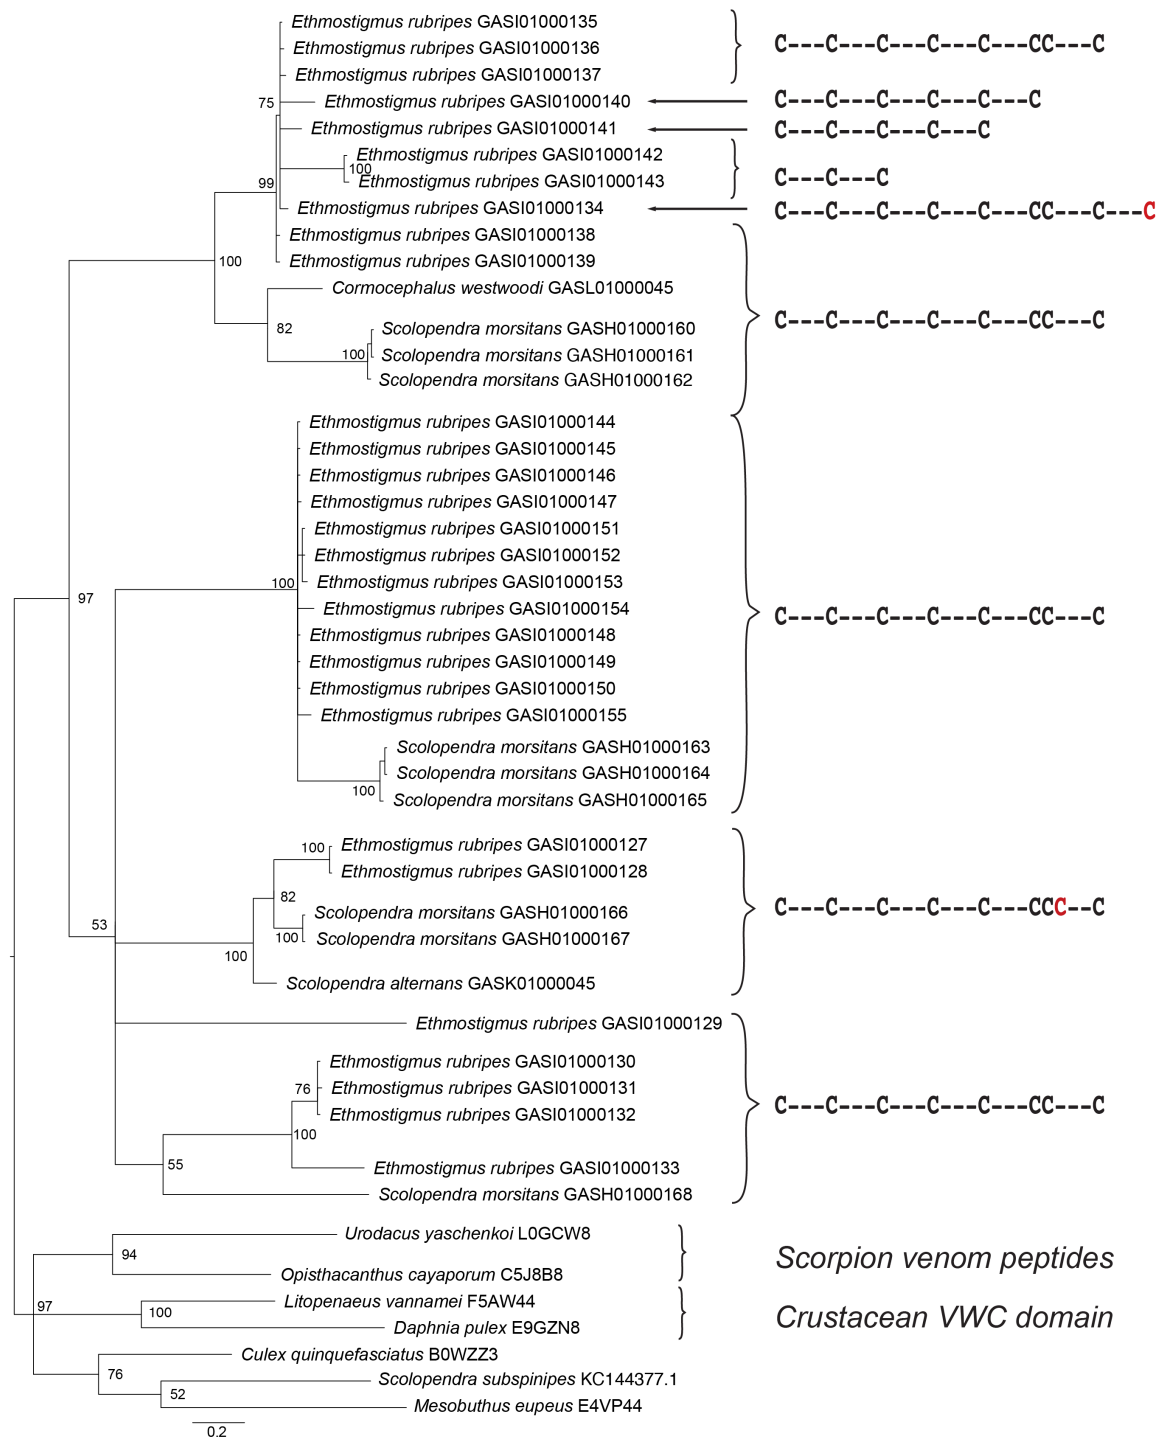 Ethmostigmus rubripes GASI01000135
Ethmostigmus rubripes GASI01000136
C---C---C---C---C---CC---C
Ethmostigmus rubripes GASI01000137
75
Ethmostigmus rubripes GASI01000140
C---C---C---C---C---C
Ethmostigmus rubripes GASI01000141
C---C---C---C---C
Ethmostigmus rubripes GASI01000142
100
Ethmostigmus rubripes GASI01000143
C---C---C
99
Ethmostigmus rubripes GASI01000134
C---C---C---C---C---CC---C---C
Ethmostigmus rubripes GASI01000138
Ethmostigmus rubripes GASI01000139
100
Cormocephalus westwoodi GASL01000045
82
Scolopendra morsitans GASH01000160
C---C---C---C---C---CC---C
100
Scolopendra morsitans GASH01000161
Scolopendra morsitans GASH01000162
Ethmostigmus rubripes GASI01000144
Ethmostigmus rubripes GASI01000145
Ethmostigmus rubripes GASI01000146
Ethmostigmus rubripes GASI01000147
Ethmostigmus rubripes GASI01000151
Ethmostigmus rubripes GASI01000152
100
Ethmostigmus rubripes GASI01000153
97
Ethmostigmus rubripes GASI01000154
C---C---C---C---C---CC---C
Ethmostigmus rubripes GASI01000148
Ethmostigmus rubripes GASI01000149
Ethmostigmus rubripes GASI01000150
Ethmostigmus rubripes GASI01000155
Scolopendra morsitans GASH01000163
Scolopendra morsitans GASH01000164
100
Scolopendra morsitans GASH01000165
100
Ethmostigmus rubripes GASI01000127
Ethmostigmus rubripes GASI01000128
82
Scolopendra morsitans GASH01000166
C---C---C---C---C---CCC--C
53
100
Scolopendra morsitans GASH01000167
100
Scolopendra alternans GASK01000045
Ethmostigmus rubripes GASI01000129
Ethmostigmus rubripes GASI01000130
76
Ethmostigmus rubripes GASI01000131
C---C---C---C---C---CC---C
Ethmostigmus rubripes GASI01000132
100
55
Ethmostigmus rubripes GASI01000133
Scolopendra morsitans GASH01000168
Urodacus yaschenkoi L0GCW8
94
Scorpion venom peptides
Opisthacanthus cayaporum C5J8B8
97
Litopenaeus vannamei F5AW44
100
Crustacean VWC domain
Daphnia pulex E9GZN8
Culex quinquefasciatus B0WZZ3
76
Scolopendra subspinipes KC144377.1
52
Mesobuthus eupeus E4VP44
0.2